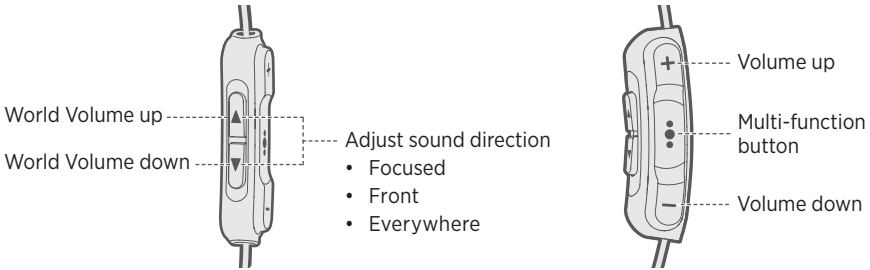 World Volume up
World Volume down
Adjust sound direction
• Focused
• Front
• Everywhere
+
Volume up
Multi-function
button
−
Volume down